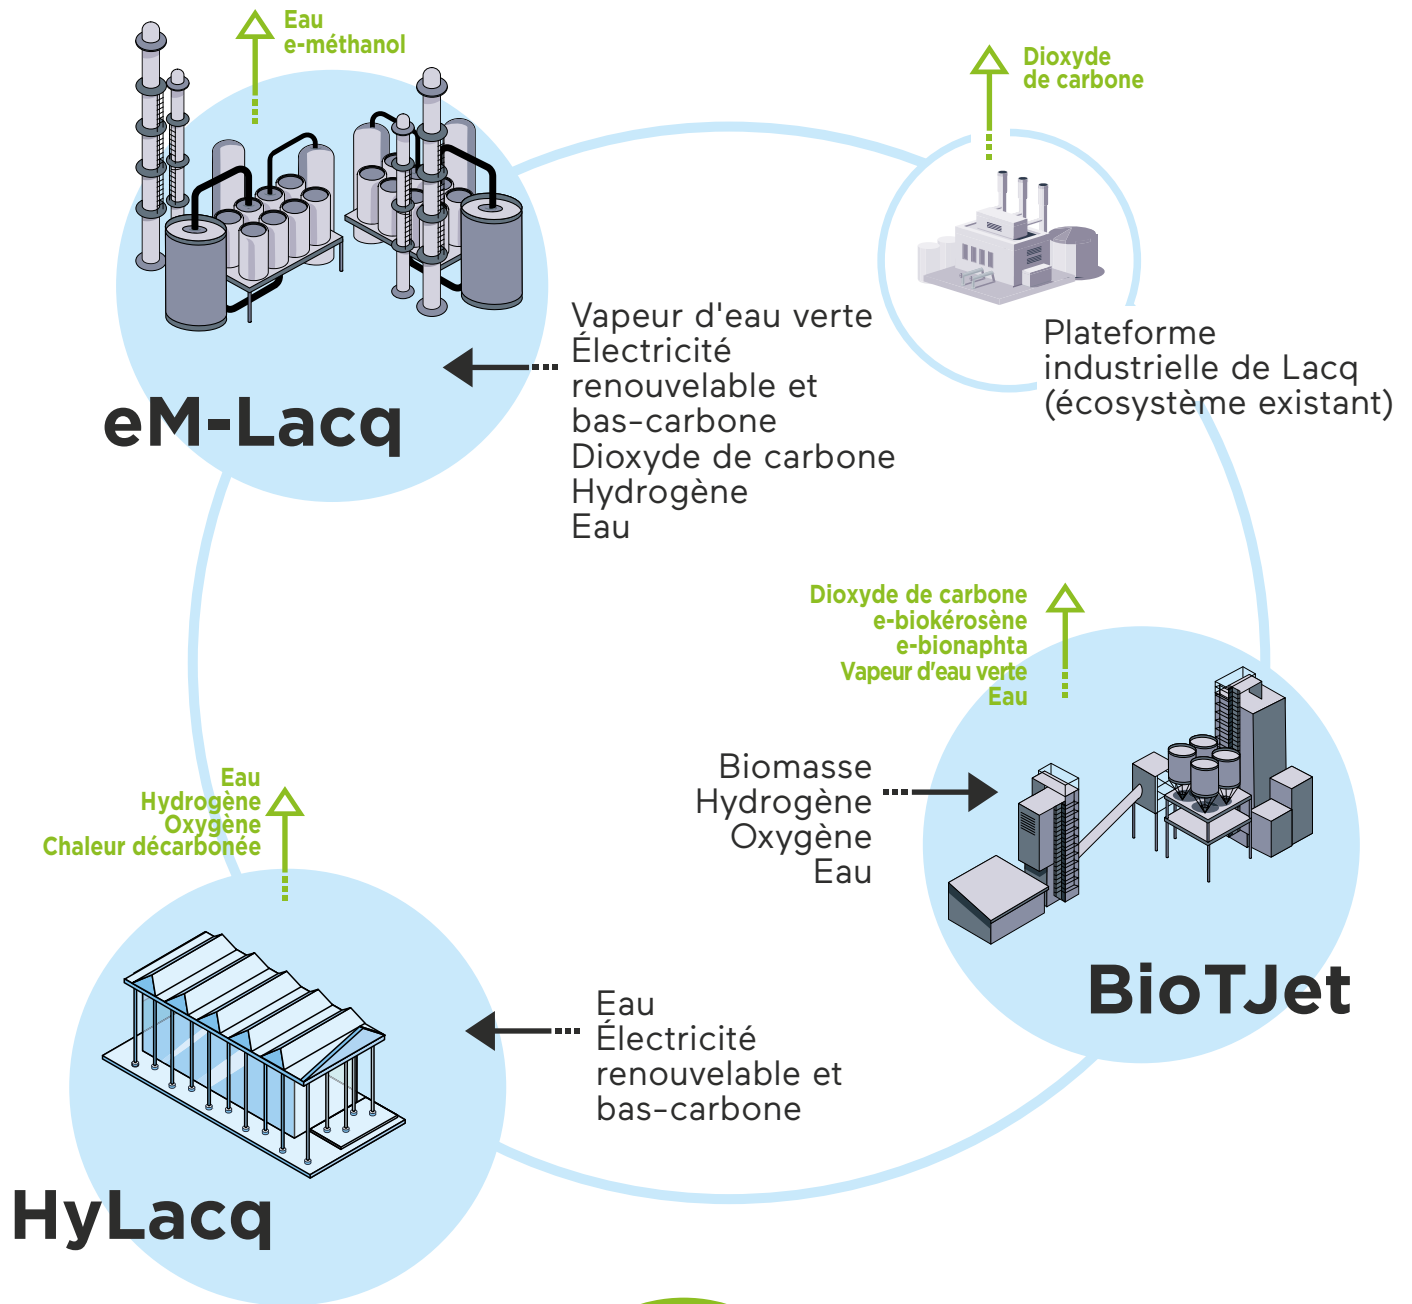 Eau
e-méthanol
Dioxyde
de carbone
Vapeur d'eau verte
Électricité
renouvelable et
bas-carbone
Dioxyde de carbone
Hydrogène
Eau
eM-Lacq
Plateforme
industrielle de Lacq
(écosystème existant)
Dioxyde de carbone
e-biokérosène
e-bionaphta
Vapeur d'eau verte
Eau
Biomasse
Hydrogène
Oxygène
Eau
BioTJet
Eau
Hydrogène
Oxygène
Chaleur décarbonée
Eau
Électricité
renouvelable et
bas-carbone
HyLacq